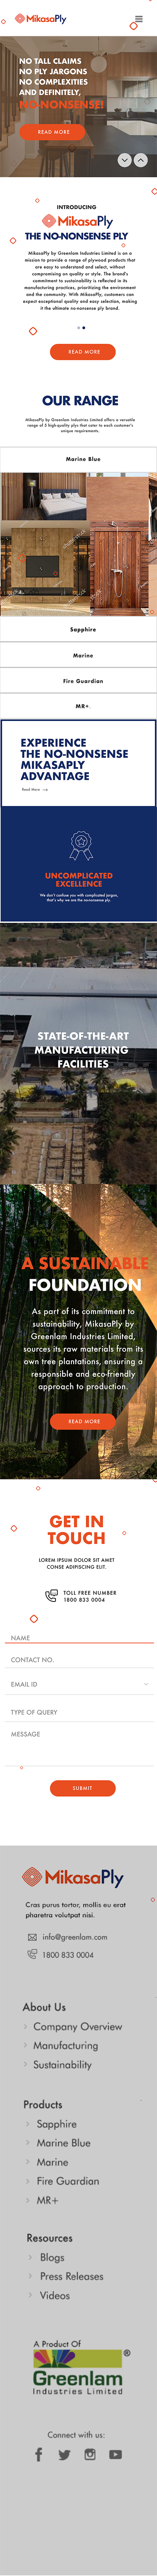 MikasaPly
NO TALL CLAIMS
NO PLY JARGONS
NO COMPLEXITIES
AND DEFINITELY,
NO-NONSENSE!
READ MORE
INTRODUCING
MikasaPly
THE NO-NONSENSE PLY
MikasaPly by Greenlam Industries Limited is on a
mission to make buying of plywood products that
are easy to understand and select, without
compromising on quality or style. The
commitment to sustainability is reflected in its
manufacturing practices, prioritising the environment
and the community. With MikasaPly, customers can
expect exceptional quality and easy selection, making
it the ultimate no-nonsense ply brand.
READ MORE
OUR RANGE
MikasaPly by Greenlam Industries Limited offers a versatile
range of 5 high-quality plys that cater to each customer's
unique requirements.
Marine Blue
Sapphire
Marine
Fire Guardian
MR+.
EXPERIENCE
THE NO-NONSENSE
MIKASAPLY
ADVANTAGE
Read More
UNCOMPLICATED
EXCELLENCE
We don't confuse you with complicated jargon,
that's why we are the no-nonsense ply.
STATE-OF-THE-ART
MANUFACTURING
FACILITIES
A SUSTAINABLE
FOUNDATION
As part of its commitment to
sustainability, MikasaPly by
Greenlam Industries Limited,
sources its raw materials from its
own tree plantations, ensuring a
responsible and eco-friendly
approach to production.
READ MORE
GET IN
TOUCH
LOREM IPSUM DOLOR SIT AMET
CONSE ADIPISCING ELIT.
TOLL FREE NUMBER
1800 833 0004
NAME
CONTACT NO.
EMAIL ID
TYPE OF QUERY
MESSAGE
SUBMIT
MikasaPly
Cras purus tortor, mollis eu erat
pharetra volutpat nisi.
info@greenlam.com
1800 833 0004
About Us
Company Overview
Manufacturing
Sustainability
Products
Sapphire
Marine Blue
Marine
Fire Guardian
MR+
Resources
Blogs
Press Releases
Videos
A Product Of
Greenlam
Industries Limited
Connect with us: